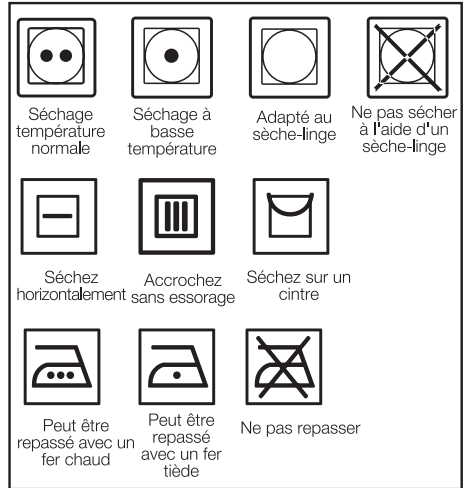 Séchage
température
normale
Séchage à
basse
température
Adapté au
sèche-linge
Ne pas sécher
à l'aide d'un
sèche-linge
Séchez
horizontalement
Accrochez
sans essorage
Séchez sur un
cintre
Peut être
repassé avec un
fer chaud
Peut être
repassé
avec un fer
tiède
Ne pas repasser